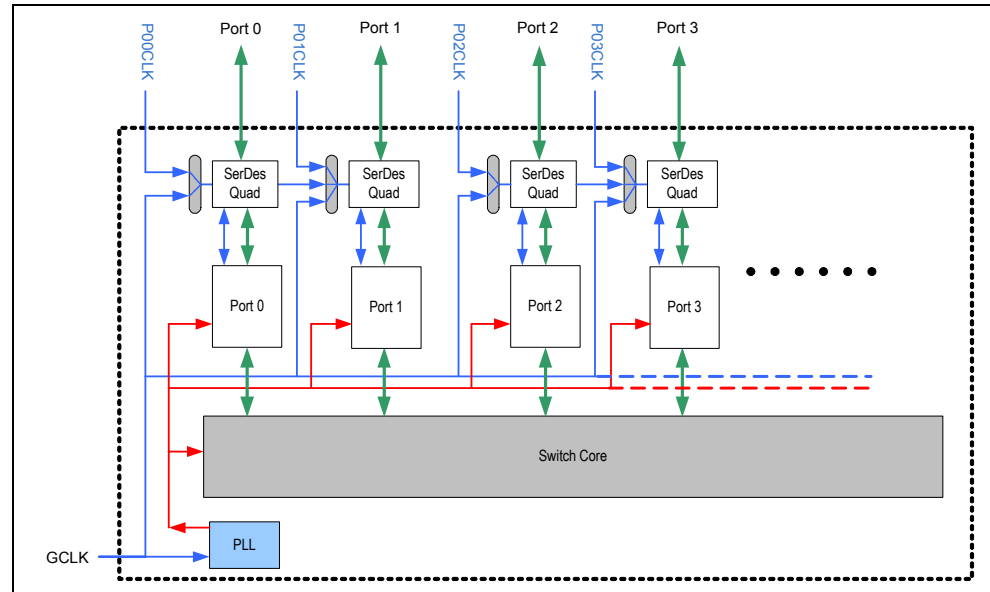 P00CLK
Port 0
P01CLK
Port 1
P02CLK
Port 2
P03CLK
Port 3
SerDes
Quad
SerDes
Quad
SerDes
Quad
SerDes
Quad
Port 0
Port 1
Port 2
Port 3
Switch Core
PLL
GCLK